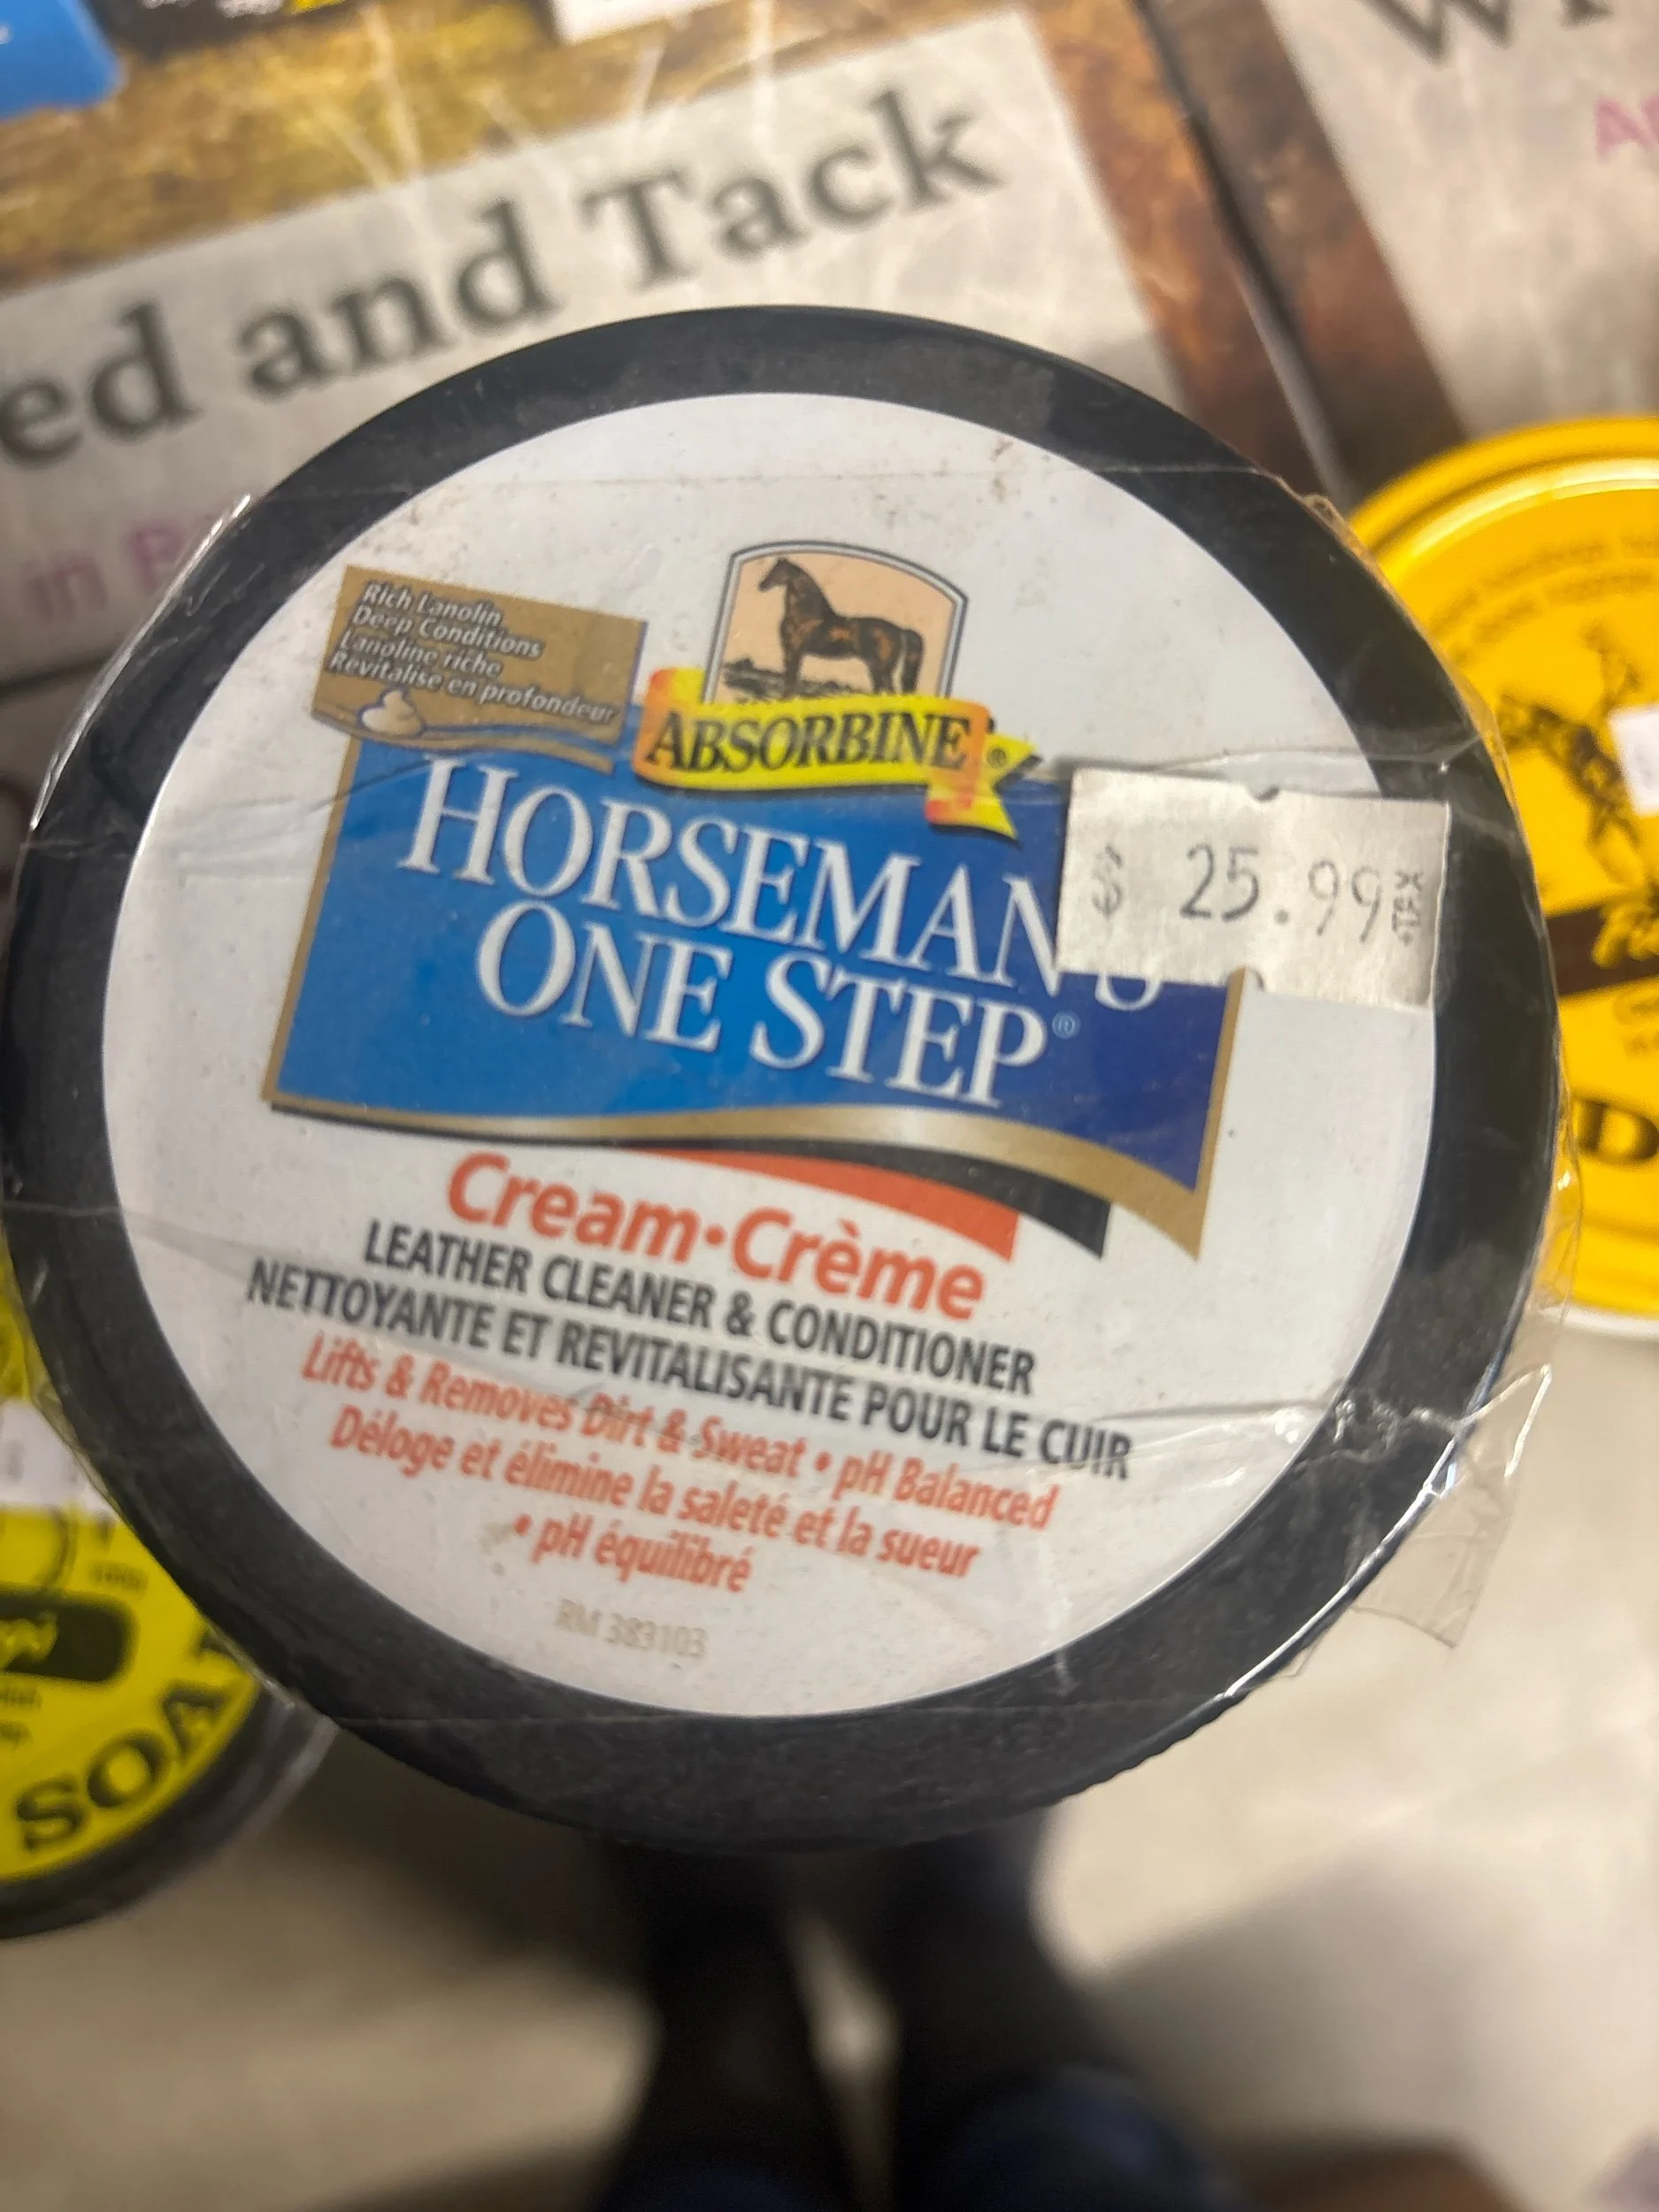 ed and Tack
in
Rich Lanolin
Deep Conditions
Lanoline riche
Revitalise en profondeur
ABSORBINE®
HORSEMAN'S
ONE STEP®
$ 25.99 +TAX
Cream•Crème
LEATHER CLEANER & CONDITIONER
NETTOYANTE ET REVITALISANTE POUR LE CUIR
Lifts & Removes Dirt & Sweat • pH Balanced
Déloge et élimine la saleté et la sueur
• pH équilibré
RM 383103
SOA